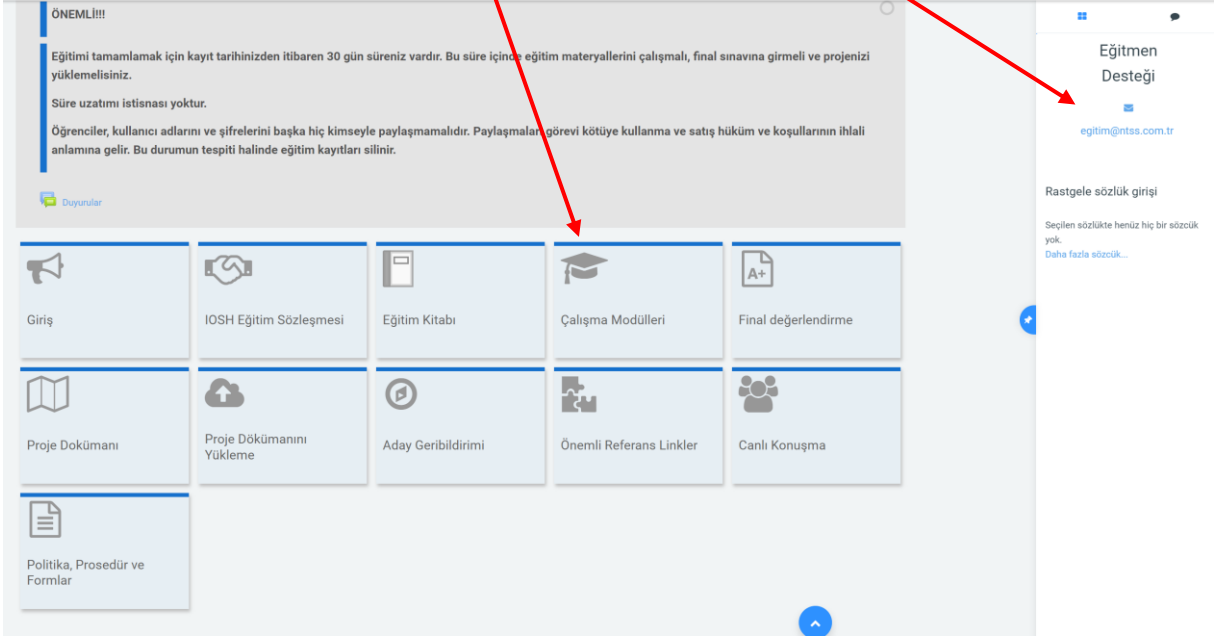 ÖNEMLİ!!!
Eğitimi tamamlamak için kayıt tarihinizden itibaren 30 gün süreniz vardır. Bu süre içinde eğitim materyallerini çalışmalı, final sınavına girmeli ve projenizi
yüklemelisiniz.
Süre uzatımı istisnası yoktur.
Öğrenciler, kullanıcı adlarını ve şifrelerini başka hiç kimseyle paylaşmamalıdır. Paylaşmaları görevi kötüye kullanma ve satış hüküm ve koşullarının ihlali
anlamına gelir. Bu durumun tespiti halinde eğitim kayıtları silinir.
Duyurular
Giriş
IOSH Eğitim Sözleşmesi
Eğitim Kitabı
Çalışma Modülleri
A+
Final değerlendirme
Proje Dokümanı
Proje Dökümanını
Yükleme
Aday Geribildirimi
Önemli Referans Linkler
Canlı Konuşma
Politika, Prosedür ve
Formlar
Eğitmen
Desteği
egitim@ntss.com.tr
Rastgele sözlük girişi
Seçilen sözlükte henüz hiç bir sözcük
yok.
Daha fazla sözcük...